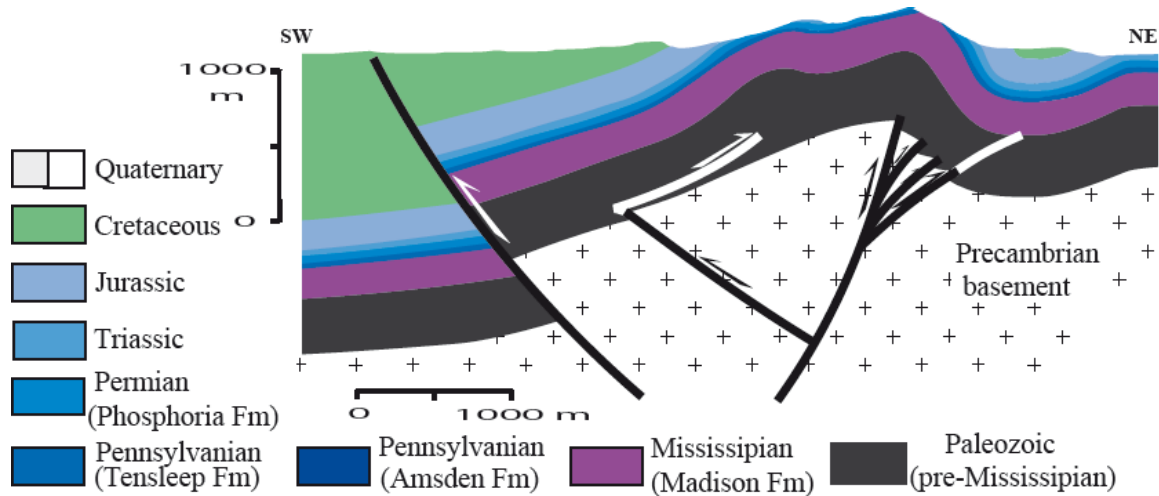 SW
NE
1000
m
0
Quaternary
Cretaceous
Jurassic
Triassic
Permian
(Phosphoria Fm)
Pennsylvanian
(Tensleep Fm)
Precambrian
basement
0
1000 m
Pennsylvanian
(Amsden Fm)
Mississipian
(Madison Fm)
Paleozoic
(pre-Mississipian)